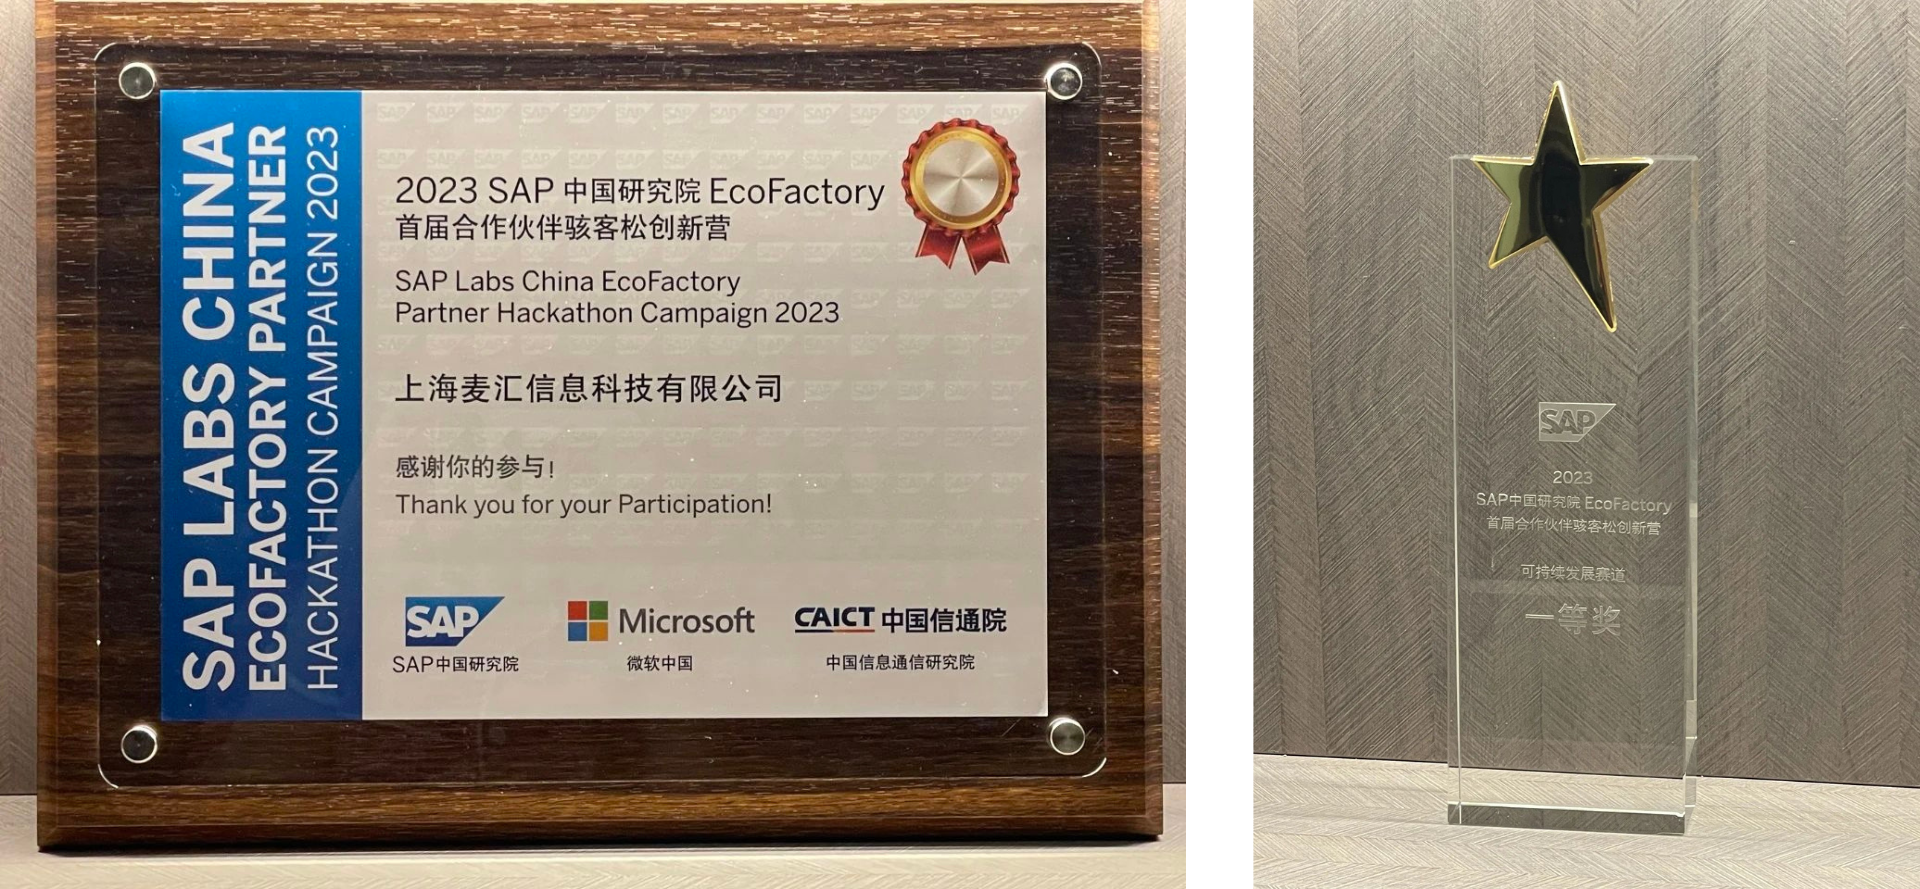 SAP LABS CHINA
ECOFACTORY PARTNER
HACKATHON CAMPAIGN 2023
2023 SAP 中国研究院 EcoFactory
首届合作伙伴骇客松创新营
SAP Labs China EcoFactory
Partner Hackathon Campaign 2023
上海麦汇信息科技有限公司
感谢你的参与!
Thank you for your Participation!
SAP
SAP中国研究院
Microsoft
微软中国
CAICT 中国信通院
中国信息通信研究院
SAP
2023
SAP中国研究院 EcoFactory
首届合作伙伴骇客松创新营
可持续发展赛道
一等奖